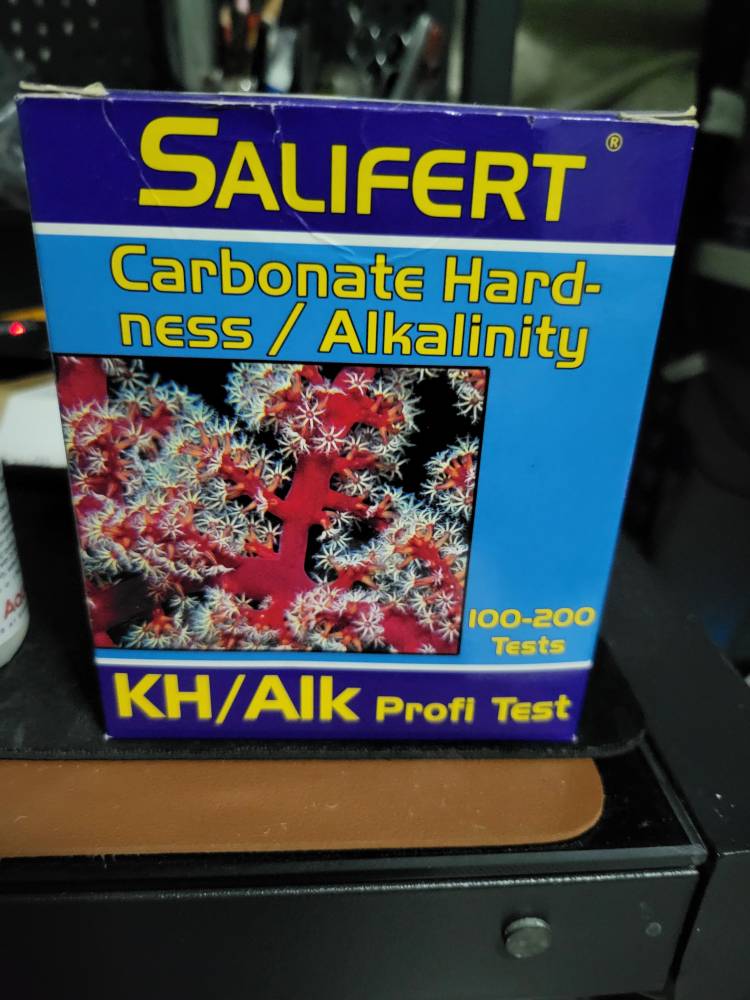 SALIFERT ®
Carbonate Hard-
ness / Alkalinity
100-200
Tests
KH/Alk Profi Test